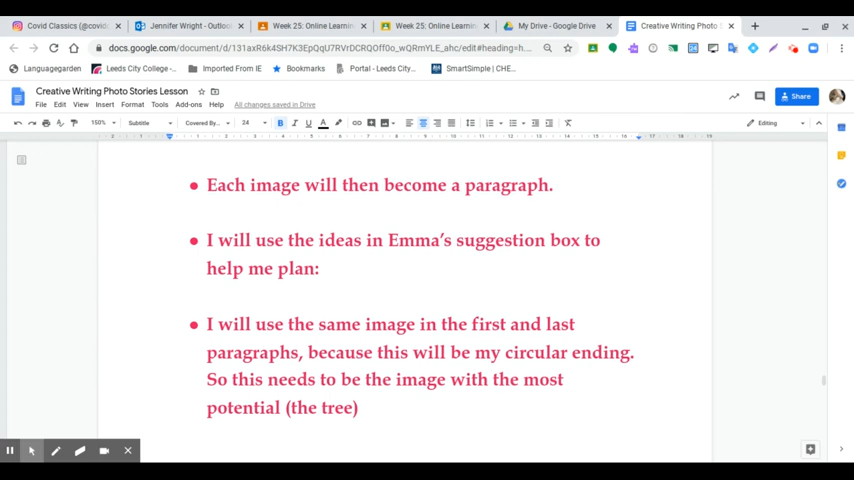 Covid Classics (@covidc
Jennifer Wright - Outlook
Week 25: Online Learnin
Week 25: Online Learnin
My Drive - Google Drive
Creative Writing Photo S
docs.google.com/document/d/131axR6k4SH7K3EpQqU7RVrDCRQOff0o_wQRmYLE_ahc/edit#heading=h...
Languagegarden
Leeds City College -...
Imported From IE
Bookmarks
Portal - Leeds City...
SmartSimple | CHE...
Creative Writing Photo Stories Lesson
File Edit View Insert Format Tools Add-ons Help All changes saved in Drive
Share
150% Subtitle Covered By... 24 B I U A Editing
• Each image will then become a paragraph.
• I will use the ideas in Emma's suggestion box to
help me plan:
• I will use the same image in the first and last
paragraphs, because this will be my circular ending.
So this needs to be the image with the most
potential (the tree)